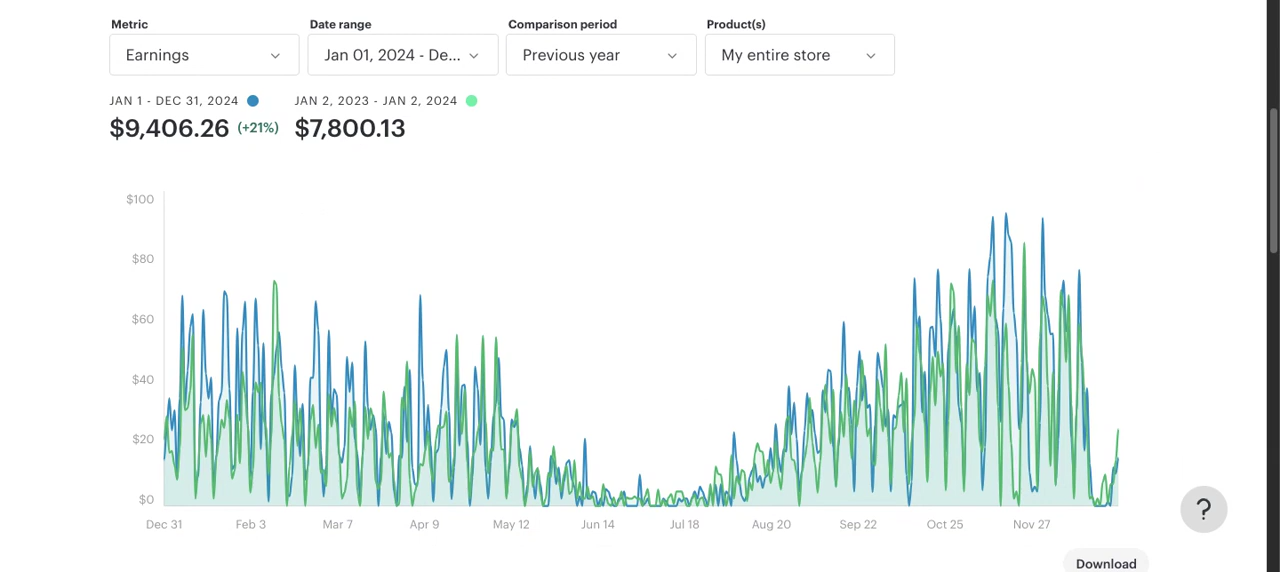 Metric Date range Comparison period Product(s)
Earnings Jan 01, 2024 - De... Previous year My entire store
JAN 1 - DEC 31, 2024 JAN 2, 2023 - JAN 2, 2024
$9,406.26 (+21%) $7,800.13
$100
$80
$60
$40
$20
$0
Dec 31 Feb 3 Mar 7 Apr 9 May 12 Jun 14 Jul 18 Aug 20 Sep 22 Oct 25 Nov 27
?
Download